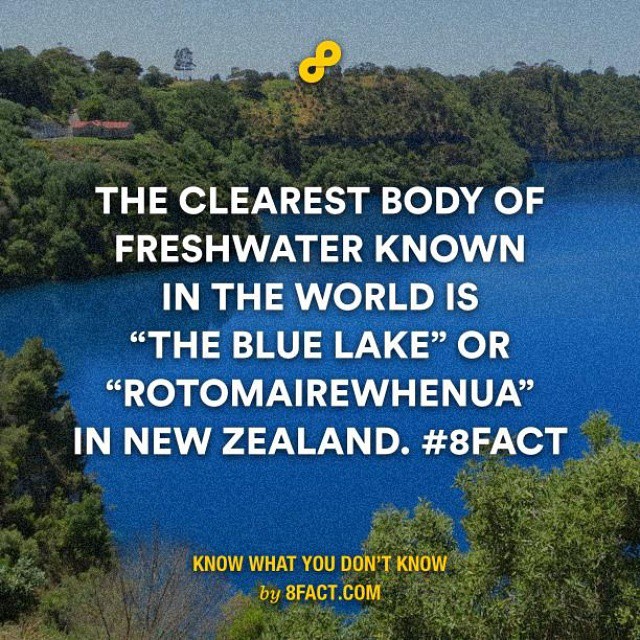 THE CLEAREST BODY OF
FRESHWATER KNOWN
IN THE WORLD IS
“THE BLUE LAKE” OR
“ROTOMAIREWHENUA”
IN NEW ZEALAND. #8FACT
KNOW WHAT YOU DON'T KNOW
by 8FACT.COM